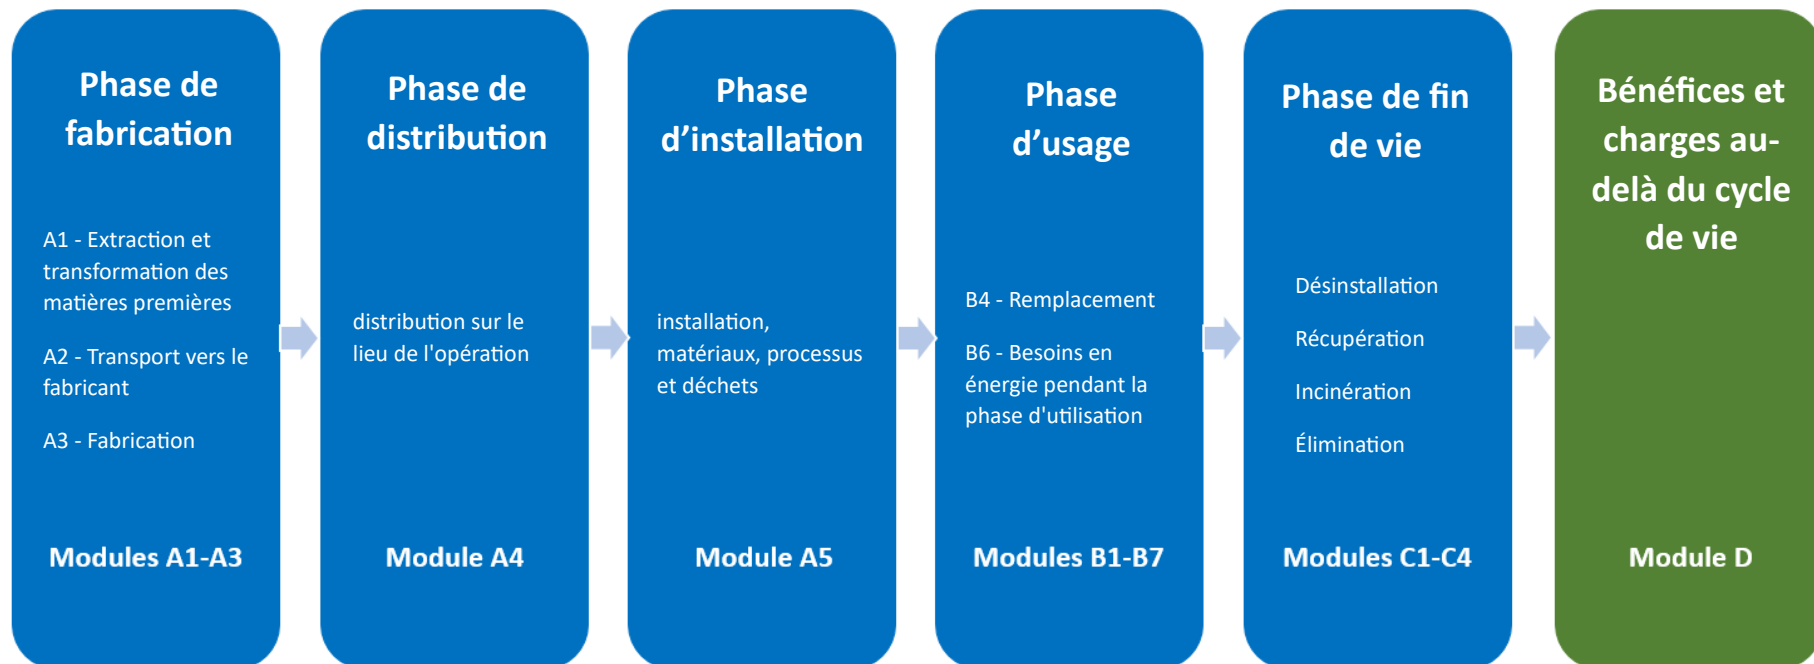 Phase de
fabrication
A1 - Extraction et
transformation des
matières premières
A2 - Transport vers le
fabricant
A3 - Fabrication
Modules A1-A3
Phase de
distribution
distribution sur le
lieu de l'opération
Module A4
Phase
d’installation
installation,
matériaux, processus
et déchets
Module A5
Phase
d’usage
B4 - Remplacement
B6 - Besoins en
énergie pendant la
phase d'utilisation
Modules B1-B7
Phase de fin
de vie
Désinstallation
Récupération
Incinération
Élimination
Modules C1-C4
Bénéfices et
charges au-
delà du cycle
de vie
Module D